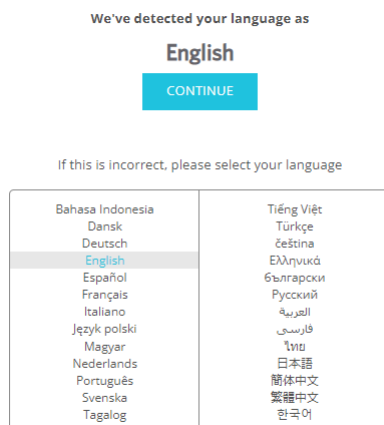 We've detected your language as
English
CONTINUE
If this is incorrect, please select your language
Bahasa Indonesia
Dansk
Deutsch
English
Español
Français
Italiano
Język polski
Magyar
Nederlands
Português
Svenska
Tagalog
Tiếng Việt
Türkçe
čeština
Ελληνικά
български
Русский
العربية
فارسی
ไทย
日本語
简体中文
繁體中文
한국어